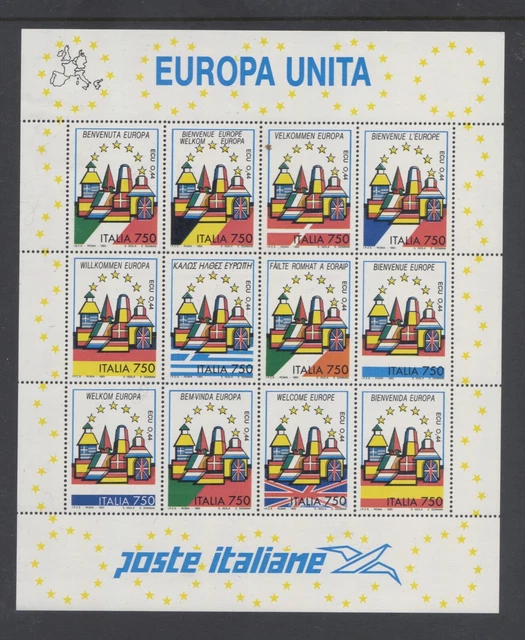 EUROPA UNITA
BENVENUTA EUROPA
ECU 0,44
ITALIA 750
BIENVENUE EUROPE
WELKOM EUROPA
ECU 0,44
ITALIA 750
VELKOMMEN EUROPA
ECU 0,44
ITALIA 750
BIENVENUE L'EUROPE
ECU 0,44
ITALIA 750
WILLKOMMEN EUROPA
ECU 0,44
ITALIA 750
ΚΑΛΩΣ ΗΛΘΕΣ ΕΥΡΩΠΗ
ECU 0,44
ITALIA 750
FÁILTE ROMHAT A EORAIP
ECU 0,44
ITALIA 750
BIENVENUE EUROPE
ECU 0,44
ITALIA 750
WELKOM EUROPA
ECU 0,44
ITALIA 750
BEM-VINDA EUROPA
ECU 0,44
ITALIA 750
WELCOME EUROPE
ECU 0,44
ITALIA 750
BIENVENIDA EUROPA
ECU 0,44
ITALIA 750
poste italiane